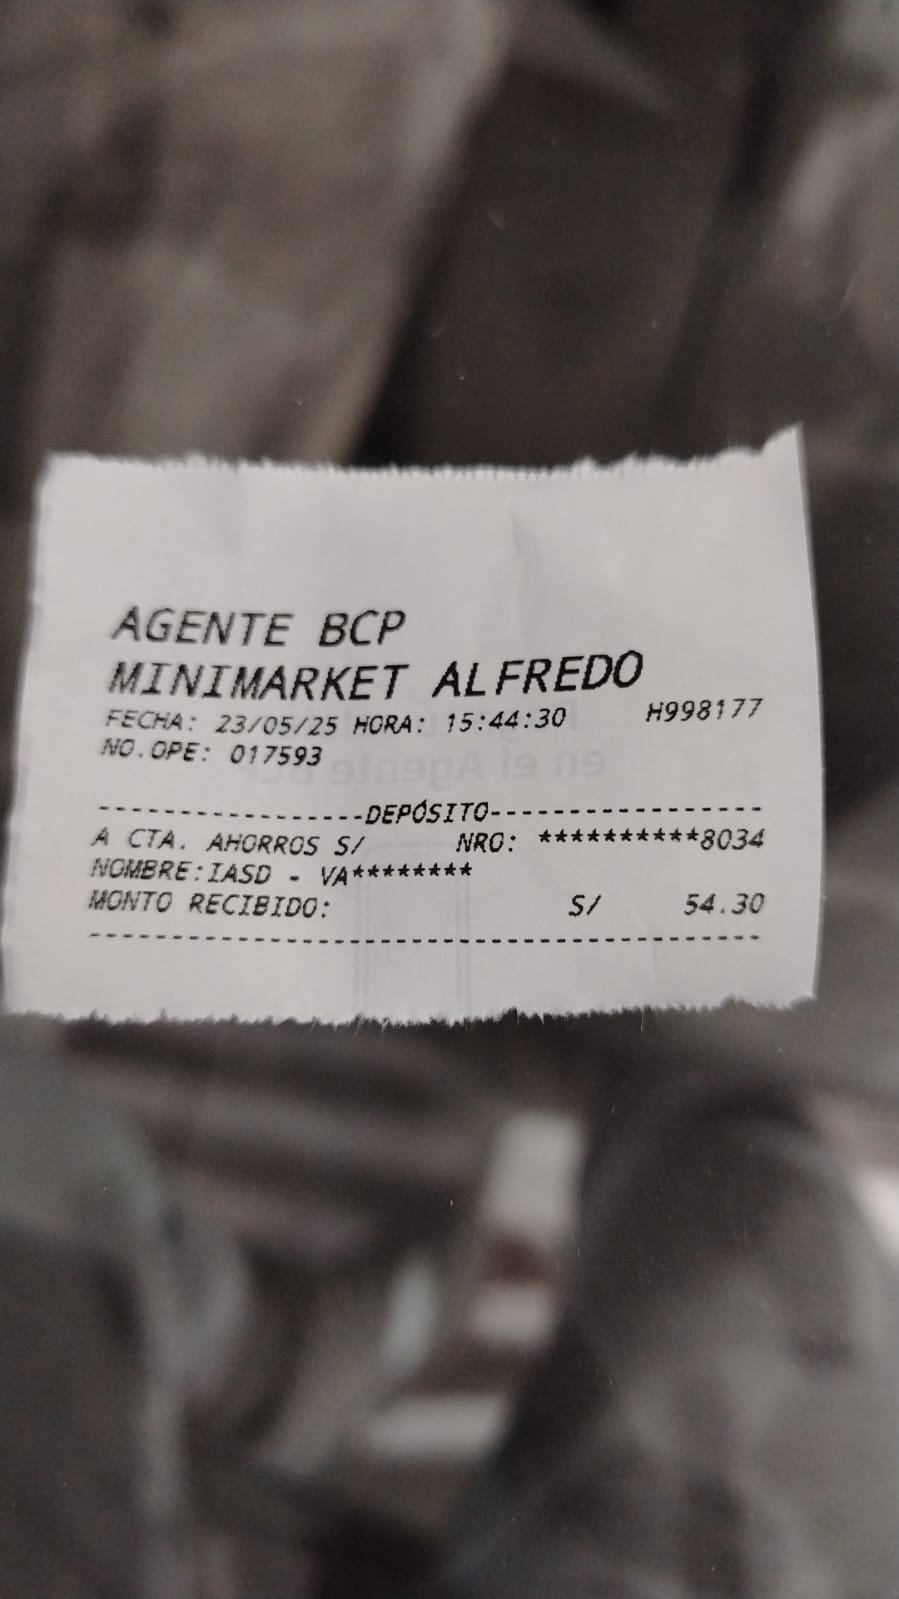 AGENTE BCP
MINIMARKET ALFREDO
FECHA: 23/05/25 HORA: 15:44:30 H998177
NO.OPE: 017593
------------------DEPÓSITO------------------
A CTA. AHORROS S/ NRO: **********8034
NOMBRE:IASD - VA********
MONTO RECIBIDO: S/ 54.30